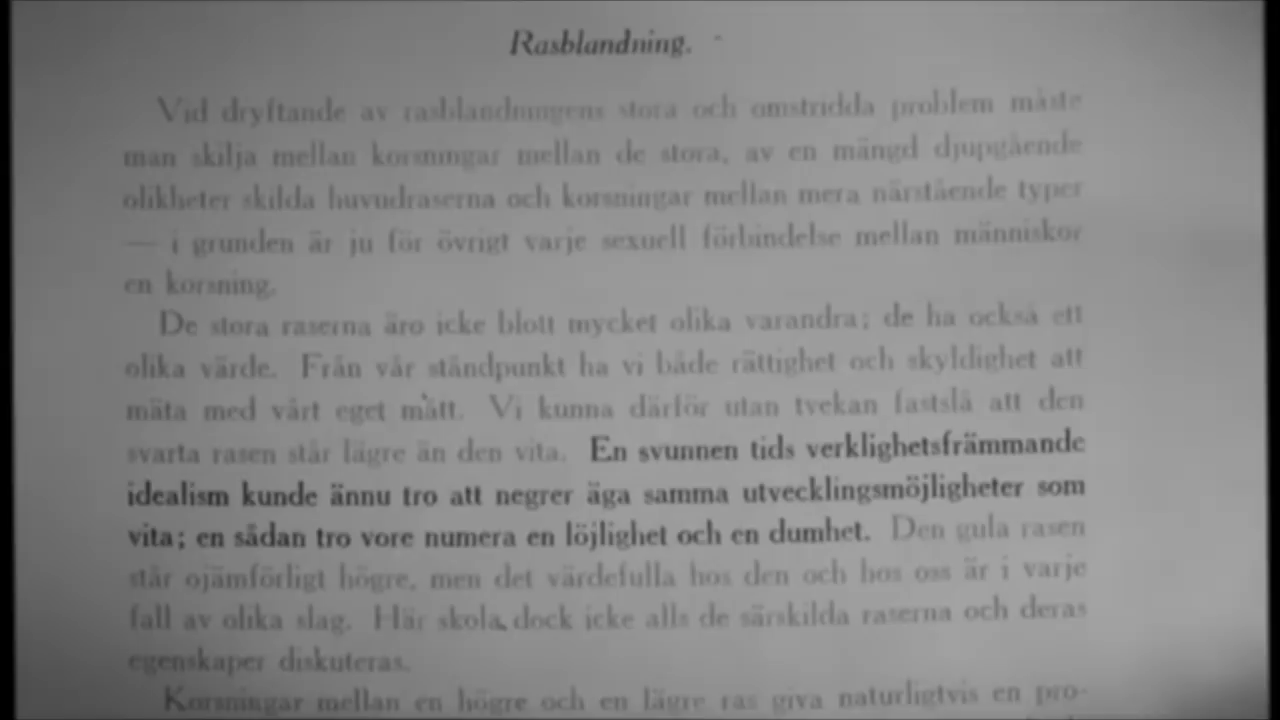 Rasblandning.
Vid dryftande av rasblandningens stora och omstridda problem måste
man skilja mellan korsningar mellan de stora, av en mängd djupgående
olikheter skilda huvudraserna och korsningar mellan mera närstående typer
— i grunden är ju för övrigt varje sexuell förbindelse mellan människor
en korsning.
De stora raserna äro icke blott mycket olika varandra; de ha också ett
olika värde. Från vår ståndpunkt ha vi både rättighet och skyldighet att
mäta med vårt eget mått. Vi kunna därför utan tvekan fastslå att den
svarta rasen står lägre än den vita. En svunnen tids verklighetsfrämmande
idealism kunde ännu tro att negrer äga samma utvecklingsmöjligheter som
vita; en sådan tro vore numera en löjlighet och en dumhet. Den gula rasen
står ojämförligt högre, men det värdefulla hos den och hos oss är i varje
fall av olika slag. Här skola dock icke alls de särskilda raserna och deras
egenskaper diskuteras.
Korsningar mellan en högre och en lägre ras giva naturligtvis en pro-